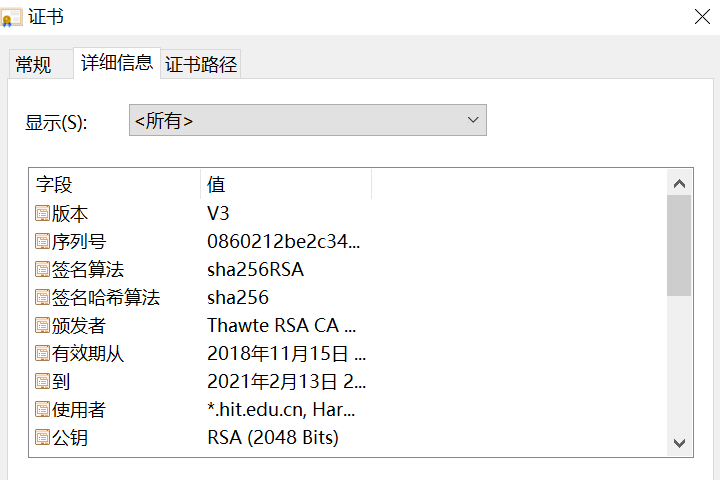 证书
常规 详细信息 证书路径
显示(S): <所有>
字段 值
版本 V3
序列号 0860212be2c34...
签名算法 sha256RSA
签名哈希算法 sha256
颁发者 Thawte RSA CA ...
有效期从 2018年11月15日 ...
到 2021年2月13日 2...
使用者 *.hit.edu.cn, Har...
公钥 RSA (2048 Bits)